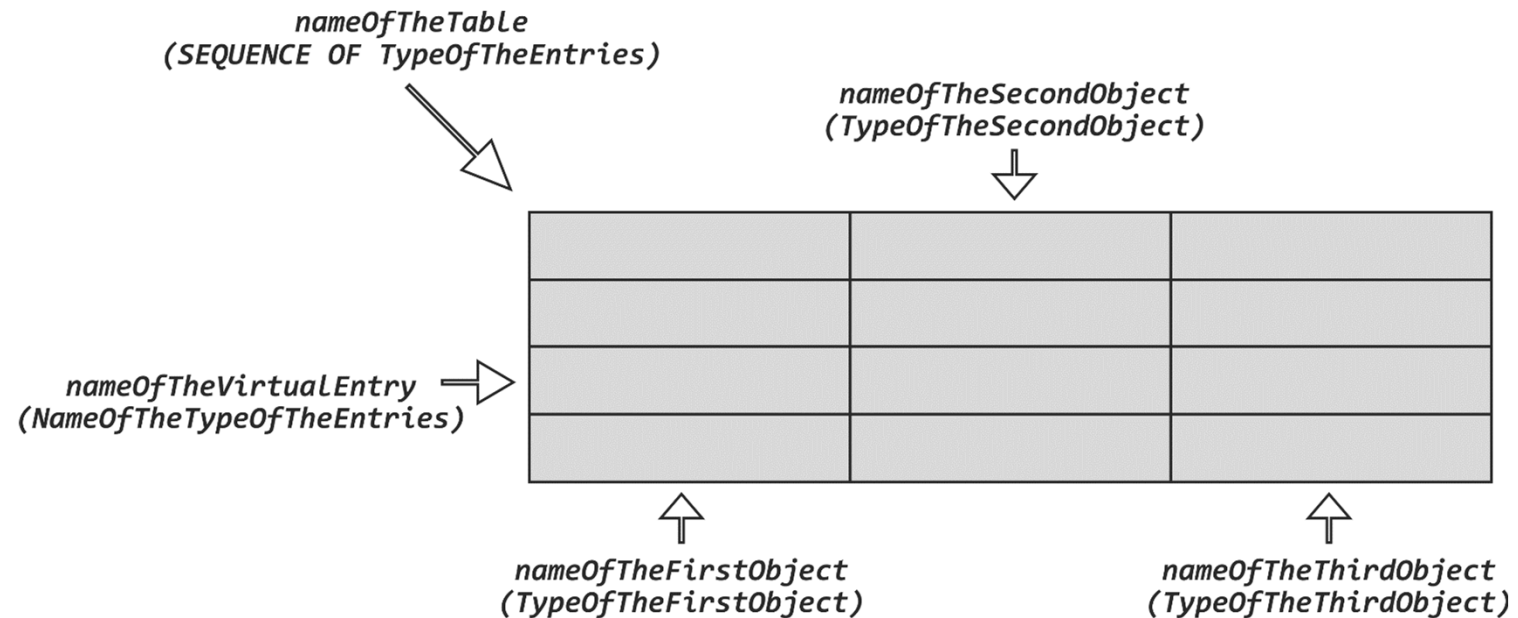 nameOfTheTable
(SEQUENCE OF TypeOfTheEntries)
nameOfTheSecondObject
(TypeOfTheSecondObject)
nameOfTheVirtualEntry
(NameOfTheTypeOfTheEntries)
nameOfTheFirstObject
(TypeOfTheFirstObject)
nameOfTheThirdObject
(TypeOfTheThirdObject)